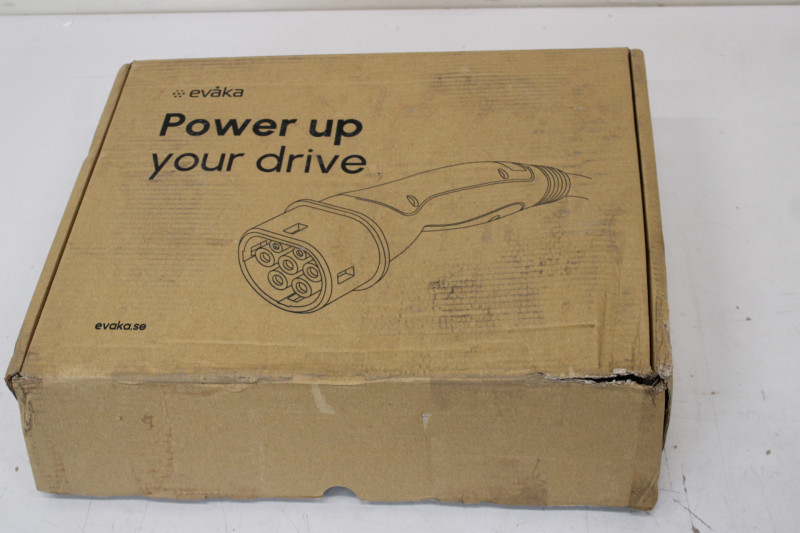 evåka
Power up
your drive
evaka.se